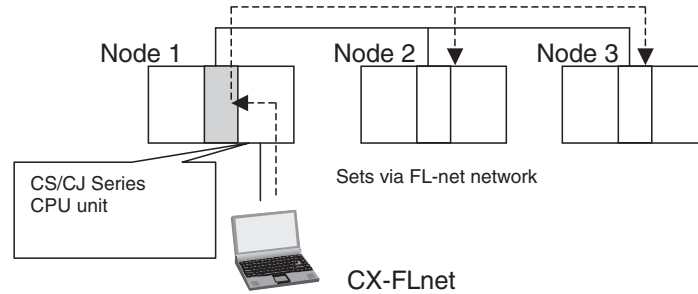 Node 1
Node 2
Node 3
CS/CJ Series
CPU unit
Sets via FL-net network
CX-FLnet